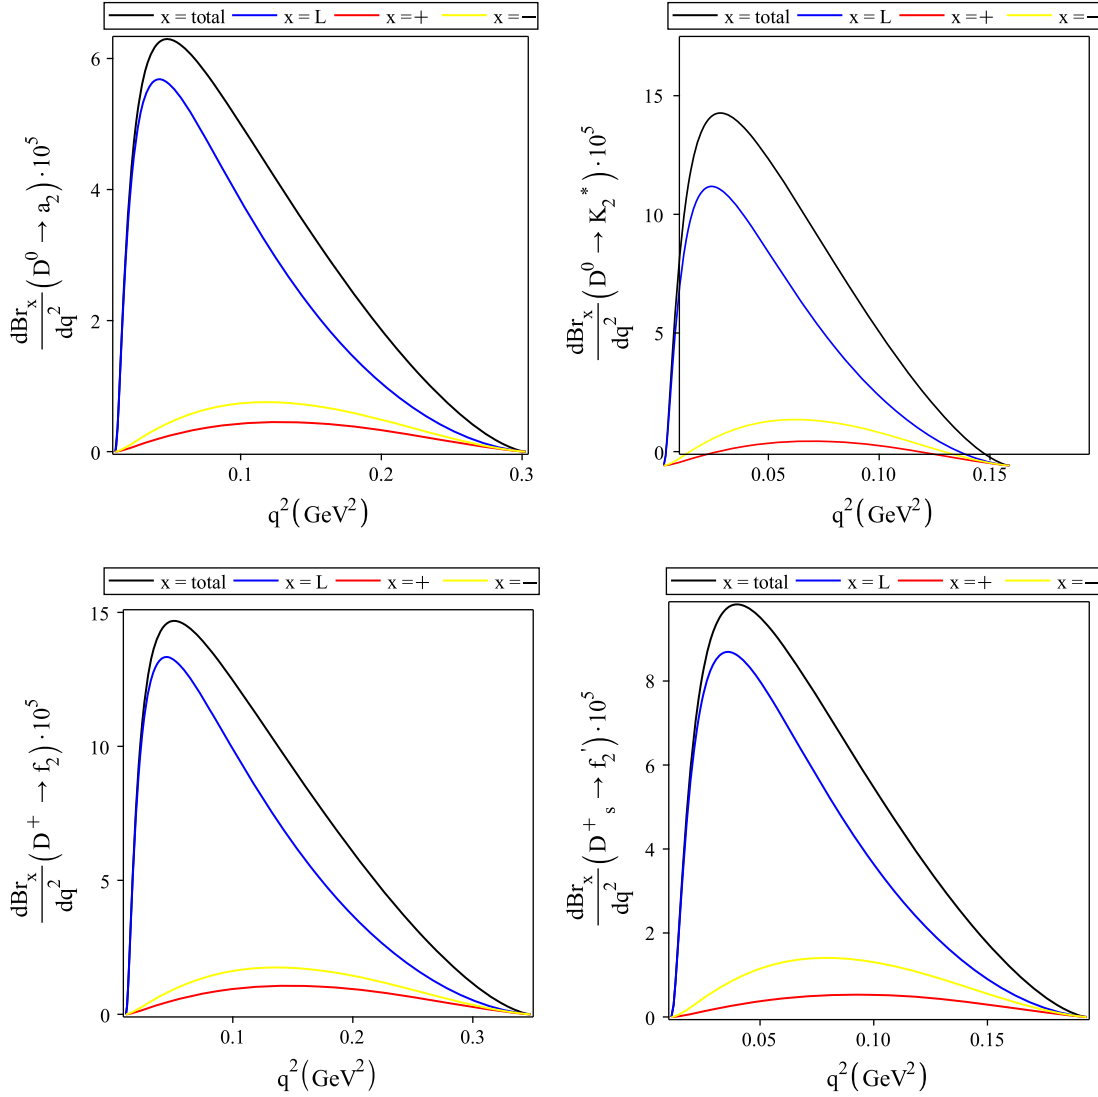 x = total x = L x = + x = −
x = total x = L x = + x = −
6
4
2
0
0.1 0.2 0.3
dBr_x/dq² (D⁰ → a₂) · 10⁵
q² (GeV²)
15
10
5
0
0.05 0.10 0.15
dBr_x/dq² (D⁰ → K₂*) · 10⁵
q² (GeV²)
x = total x = L x = + x = −
x = total x = L x = + x = −
15
10
5
0
0.1 0.2 0.3
dBr_x/dq² (D⁺ → f₂) · 10⁵
q² (GeV²)
8
6
4
2
0
0.05 0.10 0.15
dBr_x/dq² (D⁺ₛ → f₂') · 10⁵
q² (GeV²)